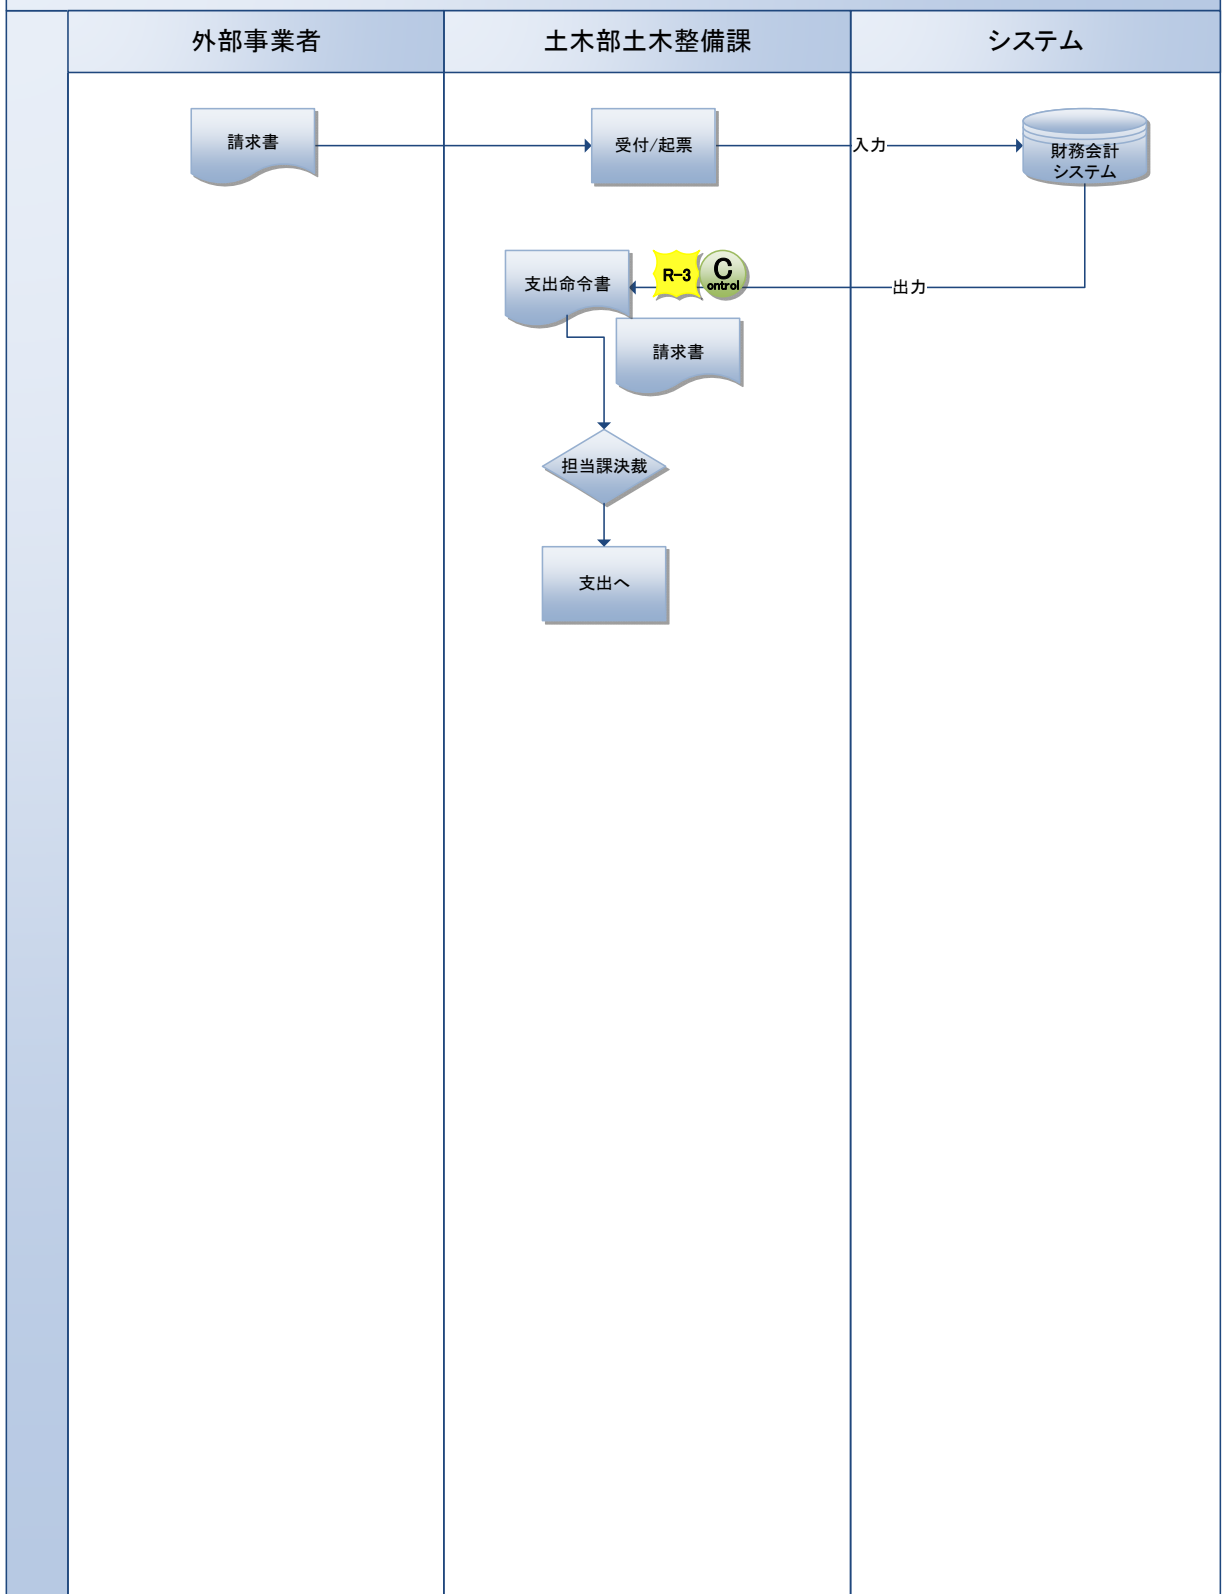 外部事業者
土木部土木整備課
システム
請求書
受付/起票
入力
財務会計
システム
支出命令書
R-3
C
ontrol
出力
請求書
担当課決裁
支出へ